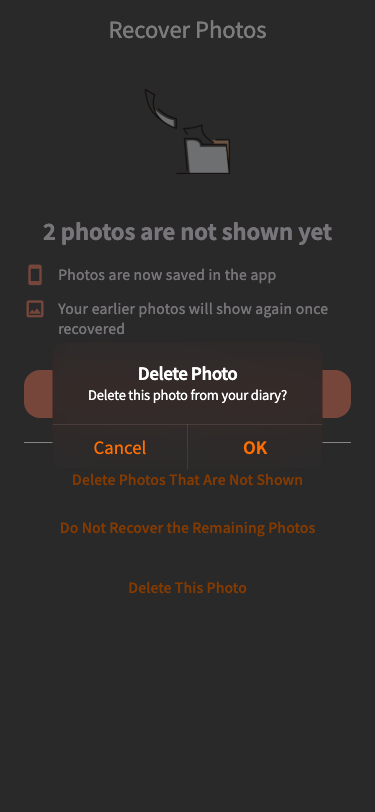 Recover Photos
2 photos are not shown yet
Photos are now saved in the app
Your earlier photos will show again once
recovered
Delete Photo
Delete this photo from your diary?
Cancel
OK
Delete Photos That Are Not Shown
Do Not Recover the Remaining Photos
Delete This Photo